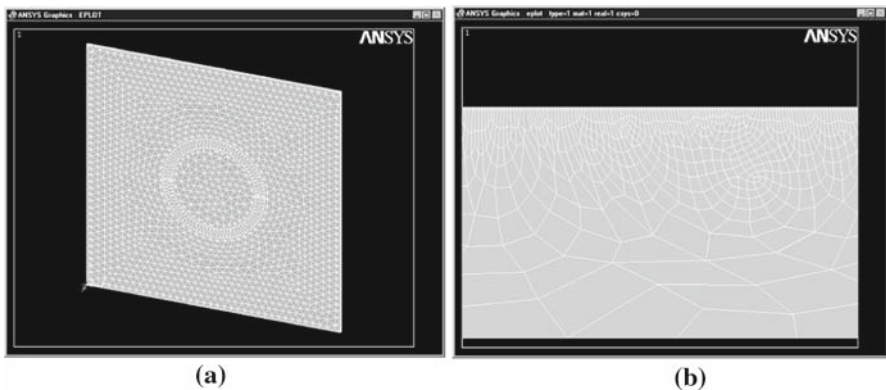 ANSYS Graphics EPLOT
1
ANSYS
(a)
ANSYS Graphics eplot type=1 mat=1 real=1 csys=0
1
ANSYS
(b)